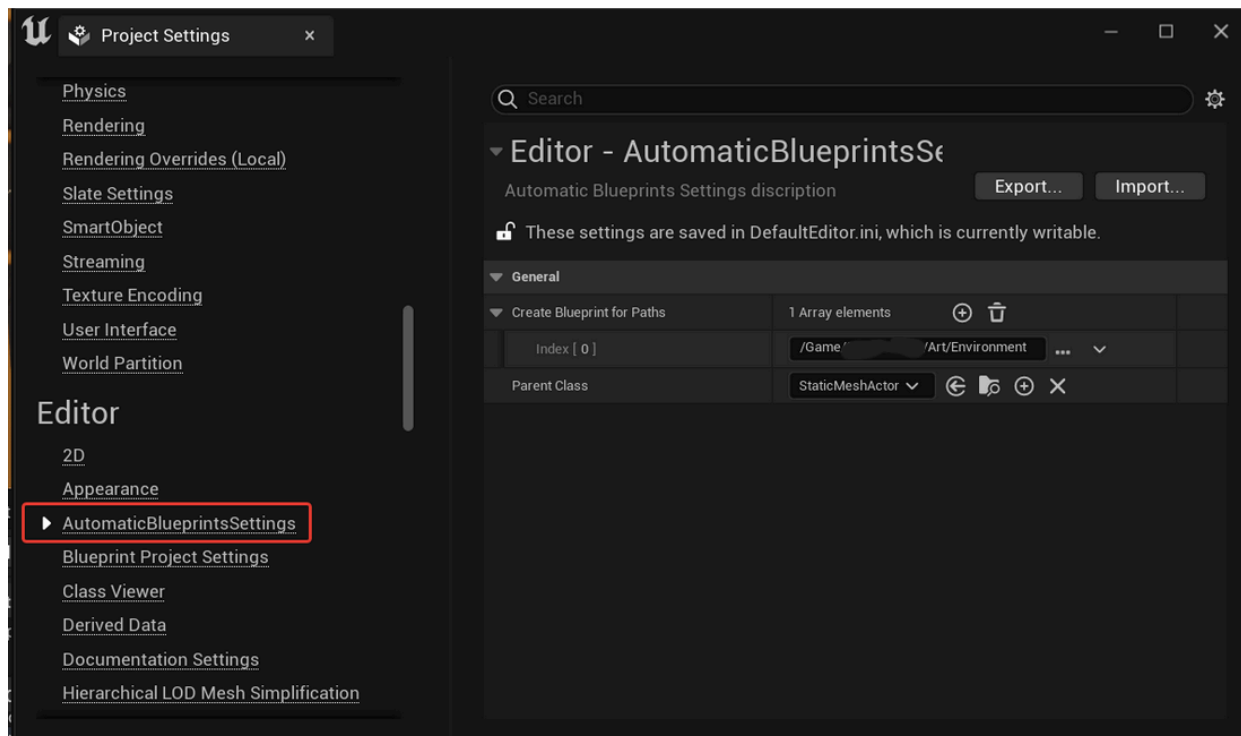 Project Settings
Physics
Rendering
Rendering Overrides (Local)
Slate Settings
SmartObject
Streaming
Texture Encoding
User Interface
World Partition
Editor
2D
Appearance
AutomaticBlueprintsSettings
Blueprint Project Settings
Class Viewer
Derived Data
Documentation Settings
Hierarchical LOD Mesh Simplification
Search
Editor - AutomaticBlueprintsSe
Automatic Blueprints Settings discription
Export... Import...
These settings are saved in DefaultEditor.ini, which is currently writable.
General
Create Blueprint for Paths 1 Array elements
Index [ 0 ] /Game/ /Art/Environment
Parent Class StaticMeshActor